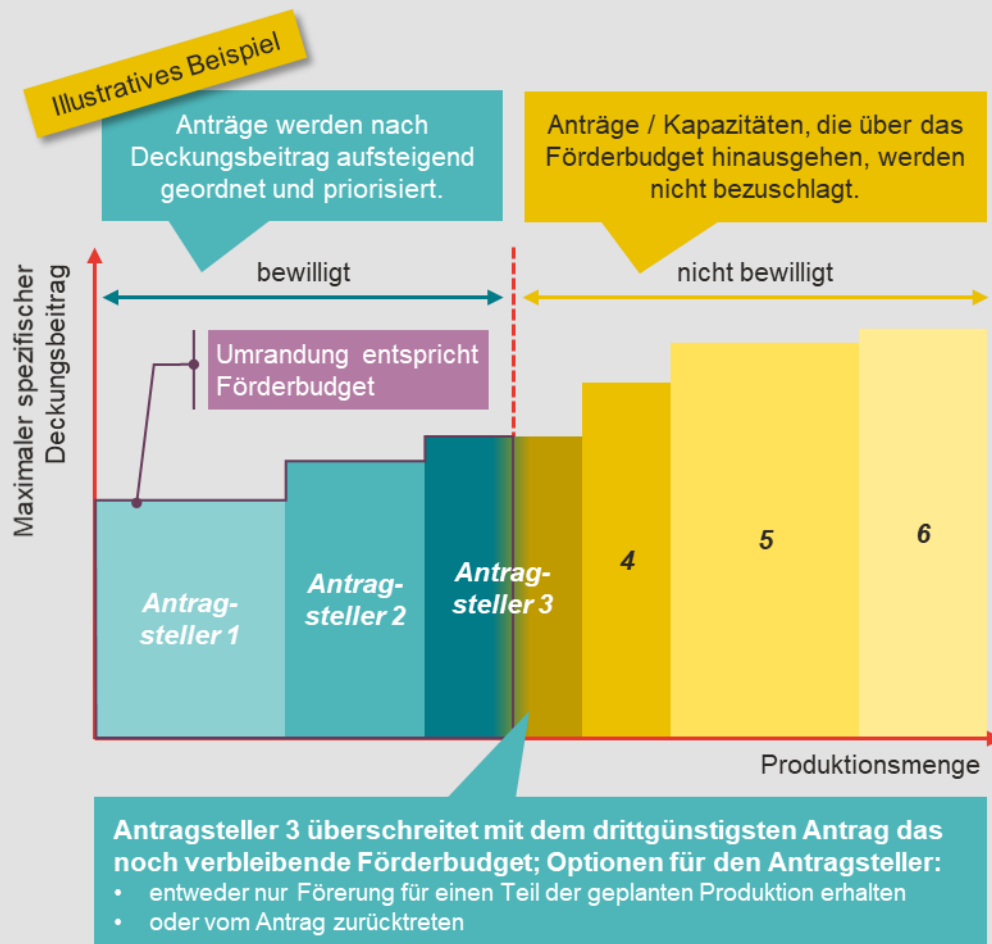 Illustratives Beispiel
Anträge werden nach
Deckungsbeitrag aufsteigend
geordnet und priorisiert.
Anträge / Kapazitäten, die über das
Förderbudget hinausgehen, werden
nicht bezuschlagt.
Maximaler spezifischer
Deckungsbeitrag
bewilligt
nicht bewilligt
Umrandung entspricht
Förderbudget
Antrag-
steller 1
Antrag-
steller 2
Antrag-
steller 3
4
5
6
Produktionsmenge
Antragsteller 3 überschreitet mit dem drittgünstigsten Antrag das
noch verbleibende Förderbudget; Optionen für den Antragsteller:
• entweder nur Förerung für einen Teil der geplanten Produktion erhalten
• oder vom Antrag zurücktreten